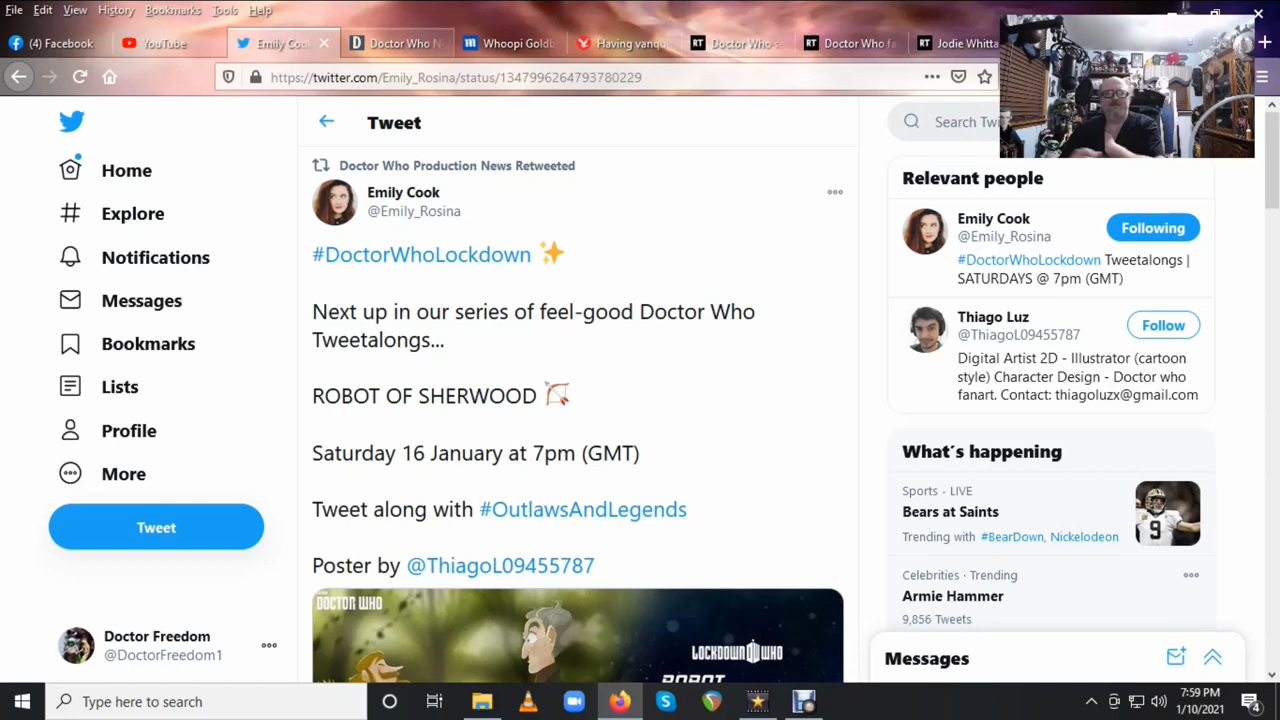 File Edit View History Bookmarks Tools Help
(4) Facebook YouTube Emily Coo Doctor Who N Whoopi Goldb Having vanqu Doctor Who s Doctor Who fa Jodie Whitta
https://twitter.com/Emily_Rosina/status/1347996264793780229
Tweet
Search Twi
Home
Explore
Notifications
Messages
Bookmarks
Lists
Profile
More
Tweet
Doctor Freedom
@DoctorFreedom1
Doctor Who Production News Retweeted
Emily Cook
@Emily_Rosina
#DoctorWhoLockdown ✨
Next up in our series of feel-good Doctor Who
Tweetalongs...
ROBOT OF SHERWOOD 🏹
Saturday 16 January at 7pm (GMT)
Tweet along with #OutlawsAndLegends
Poster by @ThiagoL09455787
DOCTOR WHO
LOCKDOWN WHO
ROBOT
Relevant people
Emily Cook
@Emily_Rosina
Following
#DoctorWhoLockdown Tweetalongs |
SATURDAYS @ 7pm (GMT)
Thiago Luz
@ThiagoL09455787
Follow
Digital Artist 2D - Illustrator (cartoon
style) Character Design - Doctor who
fanart. Contact: thiagoluzx@gmail.com
What´s happening
Sports · LIVE
Bears at Saints
Trending with #BearDown, Nickelodeon
Celebrities · Trending
Armie Hammer
9,856 Tweets
Messages
Type here to search
7:59 PM
1/10/2021
4